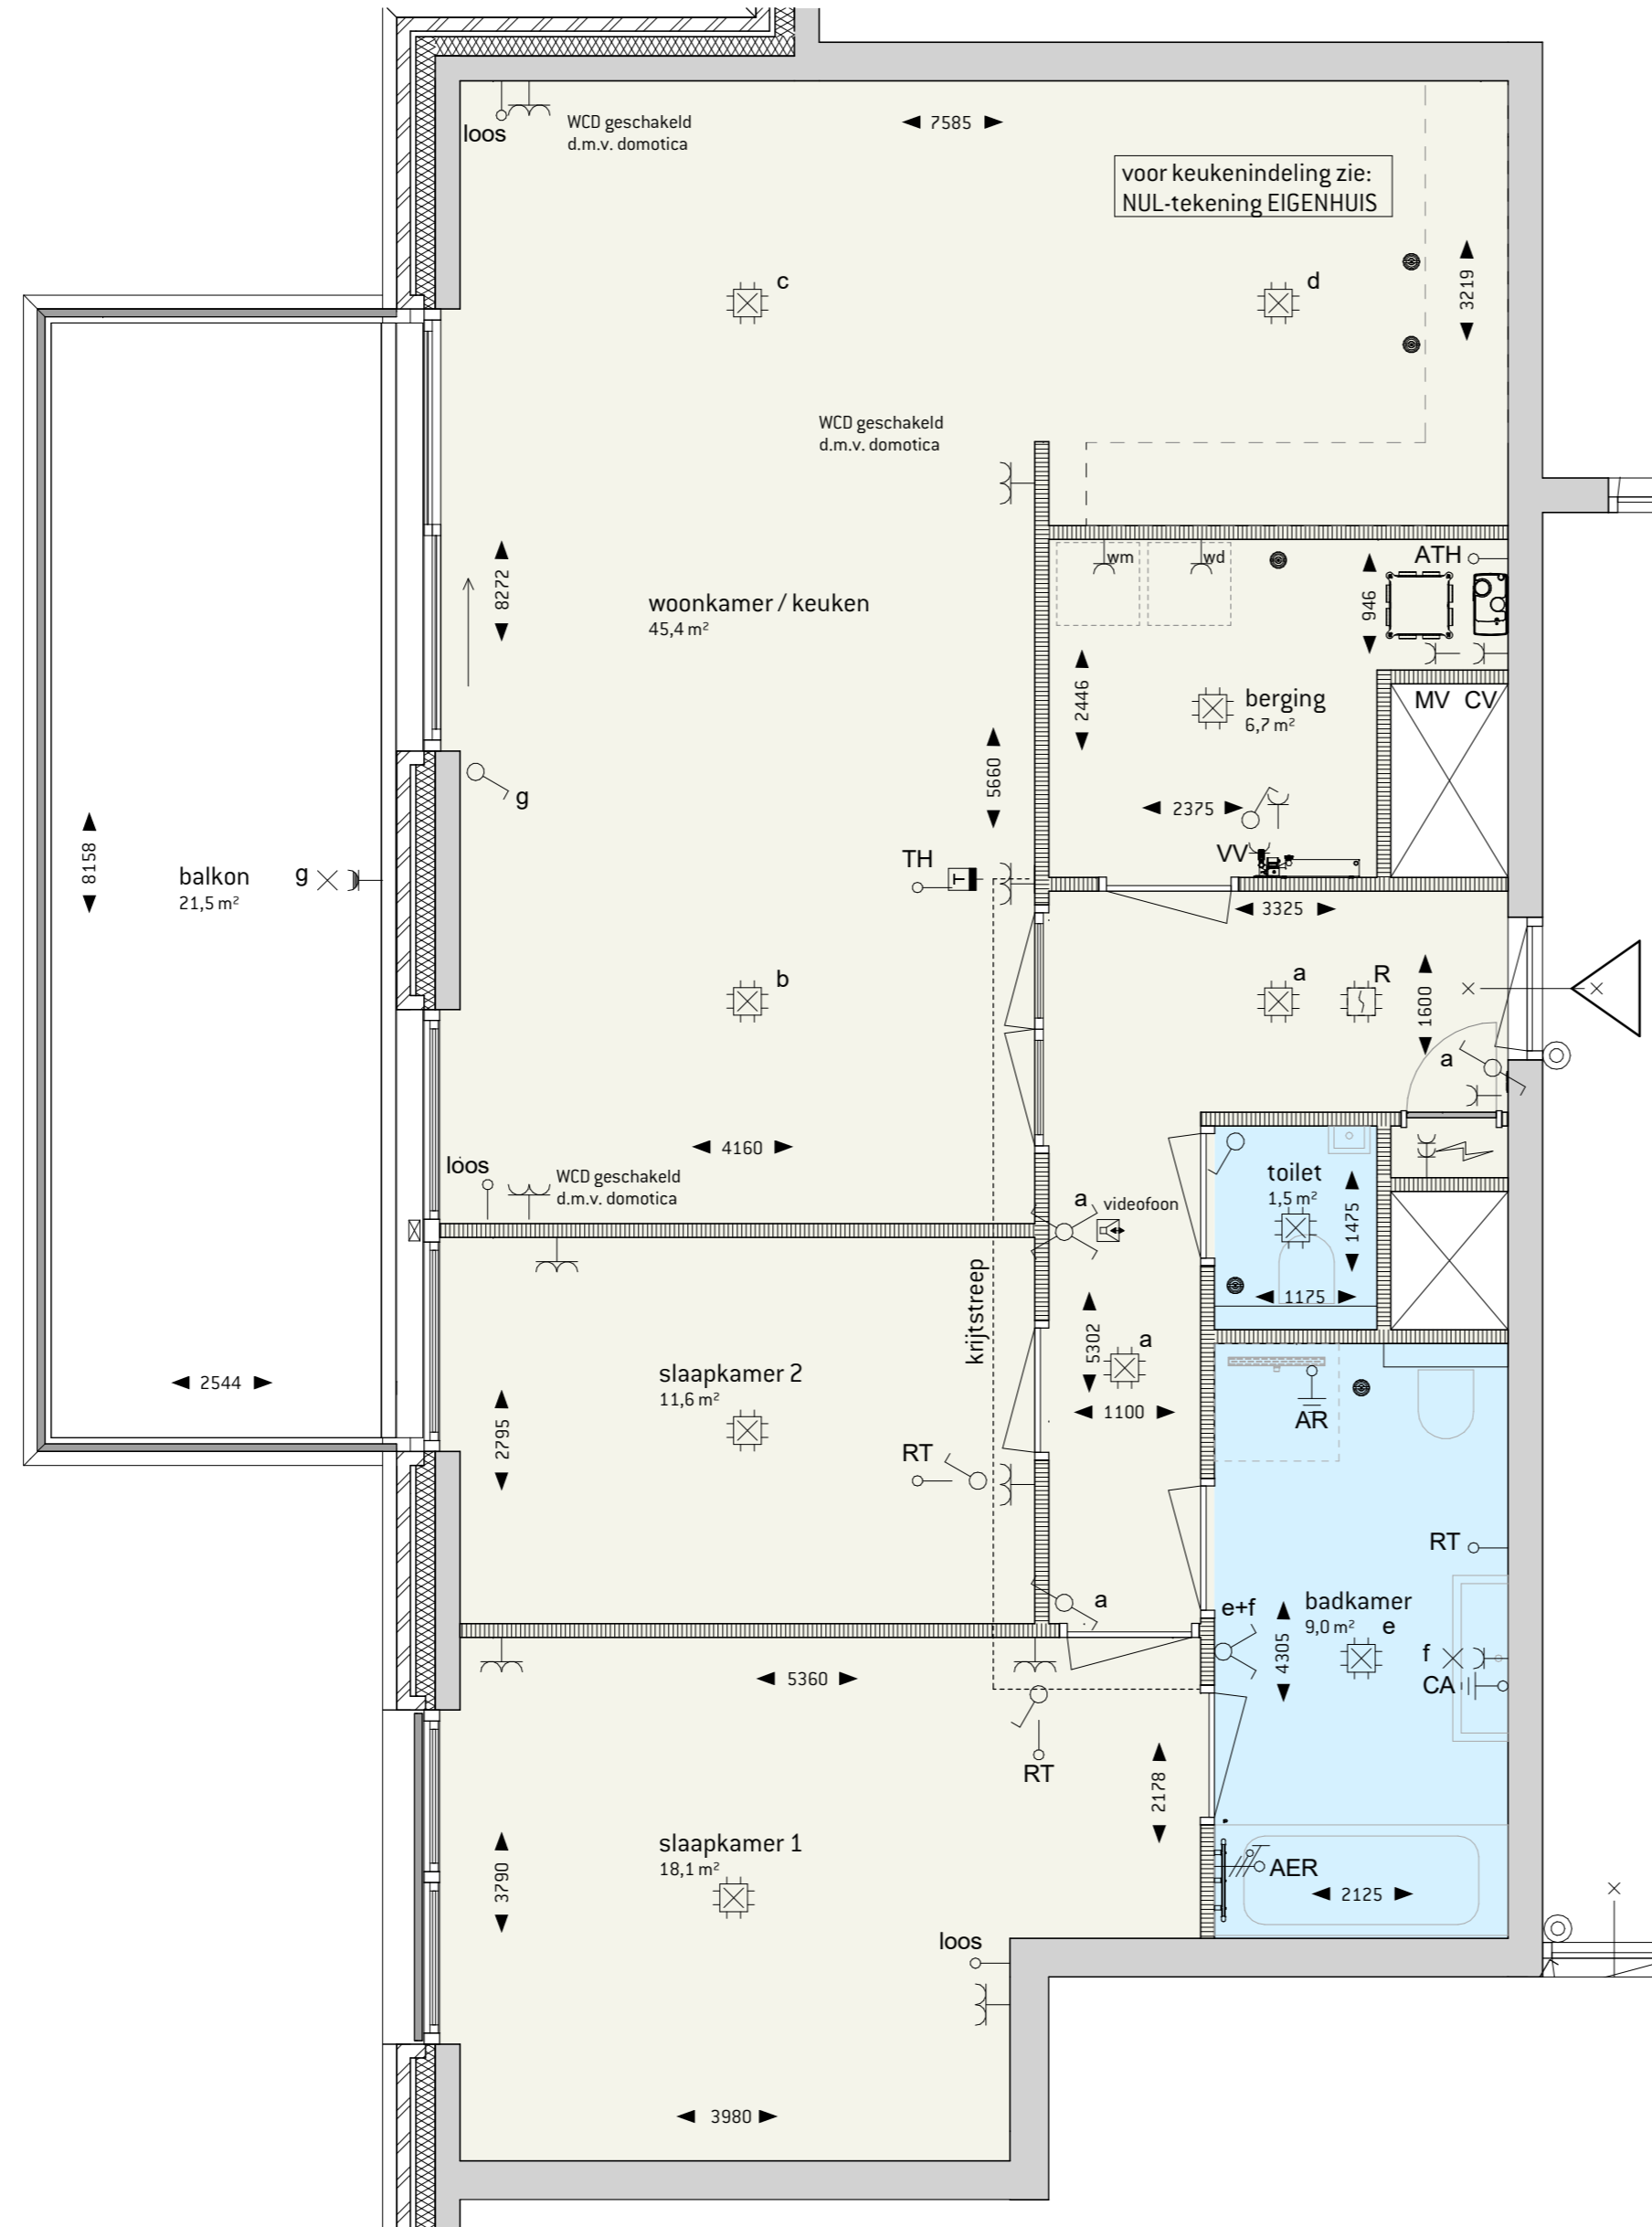 loos
WCD geschakeld
d.m.v. domotica
7585
voor keukenindeling zie:
NUL-tekening EIGENHUIS
c
d
3219
WCD geschakeld
d.m.v. domotica
wm
wd
ATH
8272
woonkamer / keuken
45,4 m²
946
2446
berging
6,7 m²
MV CV
5660
g
2375
8158
balkon
21,5 m²
g
TH
T
VV
3325
b
a
R
1600
a
4160
loos
WCD geschakeld
d.m.v. domotica
toilet
1,5 m²
1475
a
videofoon
1175
krijtstreep
5302
a
2544
slaapkamer 2
11,6 m²
2795
1100
AR
RT
RT
a
e+f
badkamer
9,0 m²
e
4305
f
CA
5360
RT
2178
slaapkamer 1
18,1 m²
3790
AER
2125
loos
3980